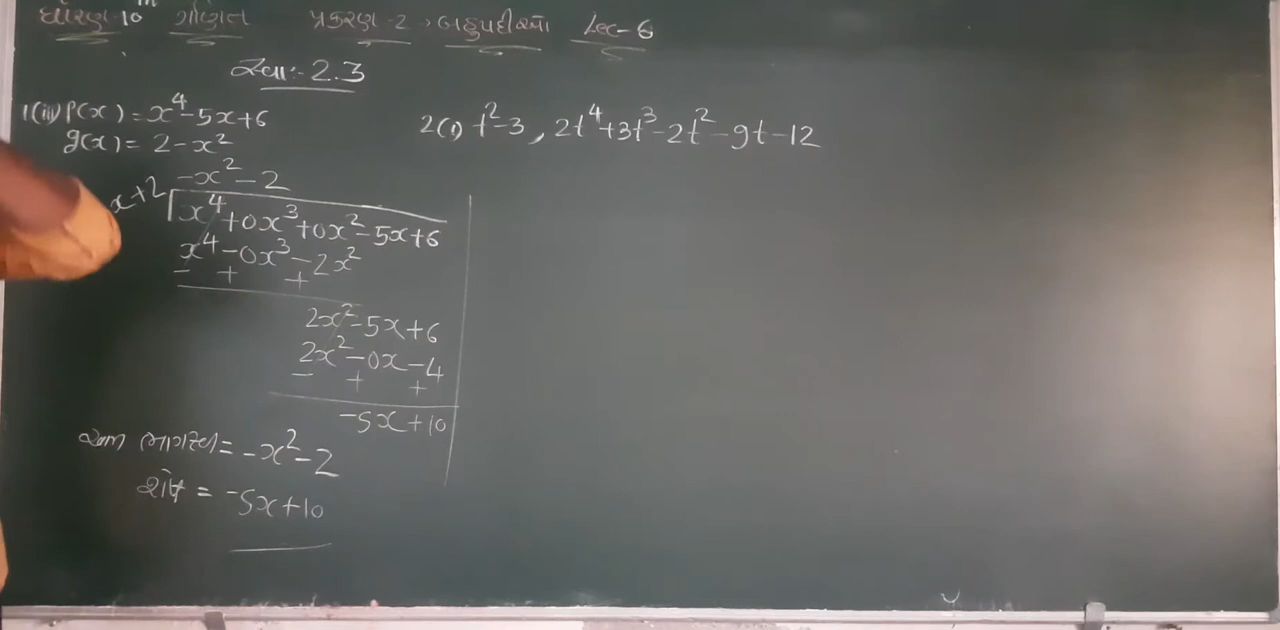 ધોરણ-10 ગણિત પ્રકરણ-2 → બહુપદીઓ Lec-6
સ્વા:-2.3
1(iii) P(x) = x⁴-5x+6
g(x) = 2-x²
-x²-2
x+2 x⁴+0x³+0x²-5x+6
x⁴-0x³-2x²
- + +
2x²-5x+6
2x²-0x-4
- + +
-5x+10
ભાગફળ = -x²-2
શેષ = -5x+10
2(i) t²-3, 2t⁴+3t³-2t²-9t-12